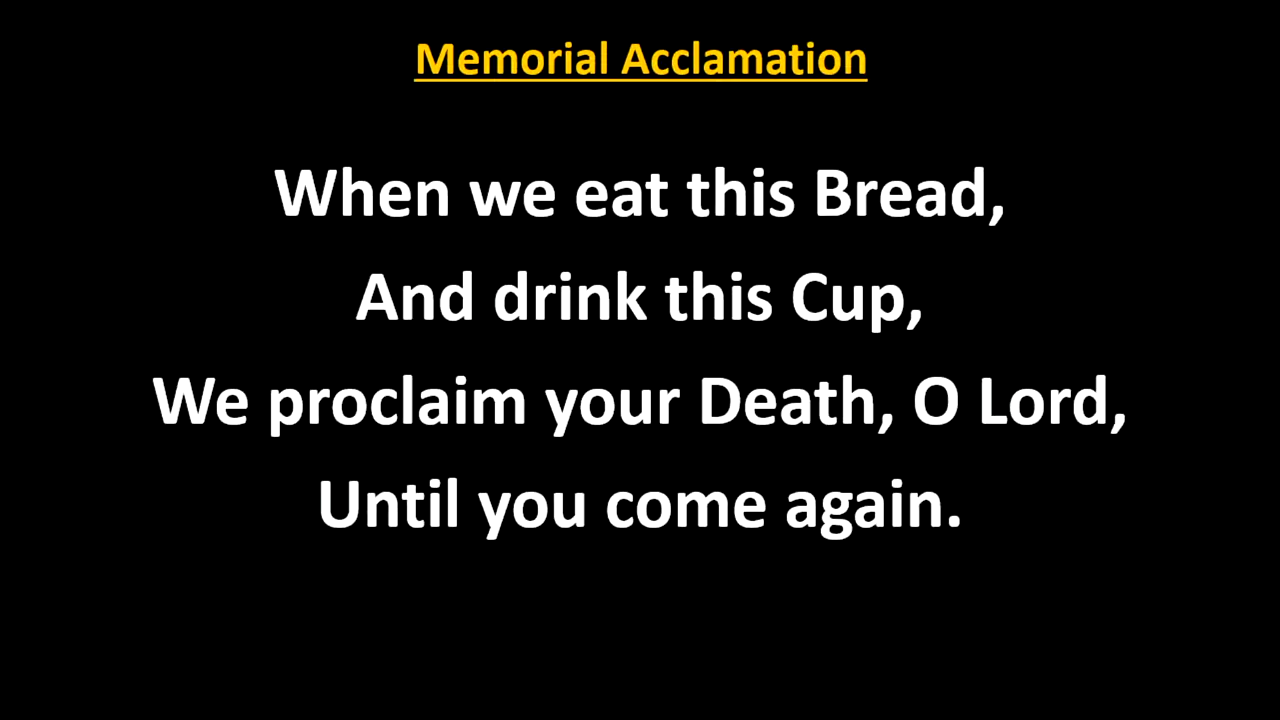 Memorial Acclamation
When we eat this Bread,
And drink this Cup,
We proclaim your Death, O Lord,
Until you come again.